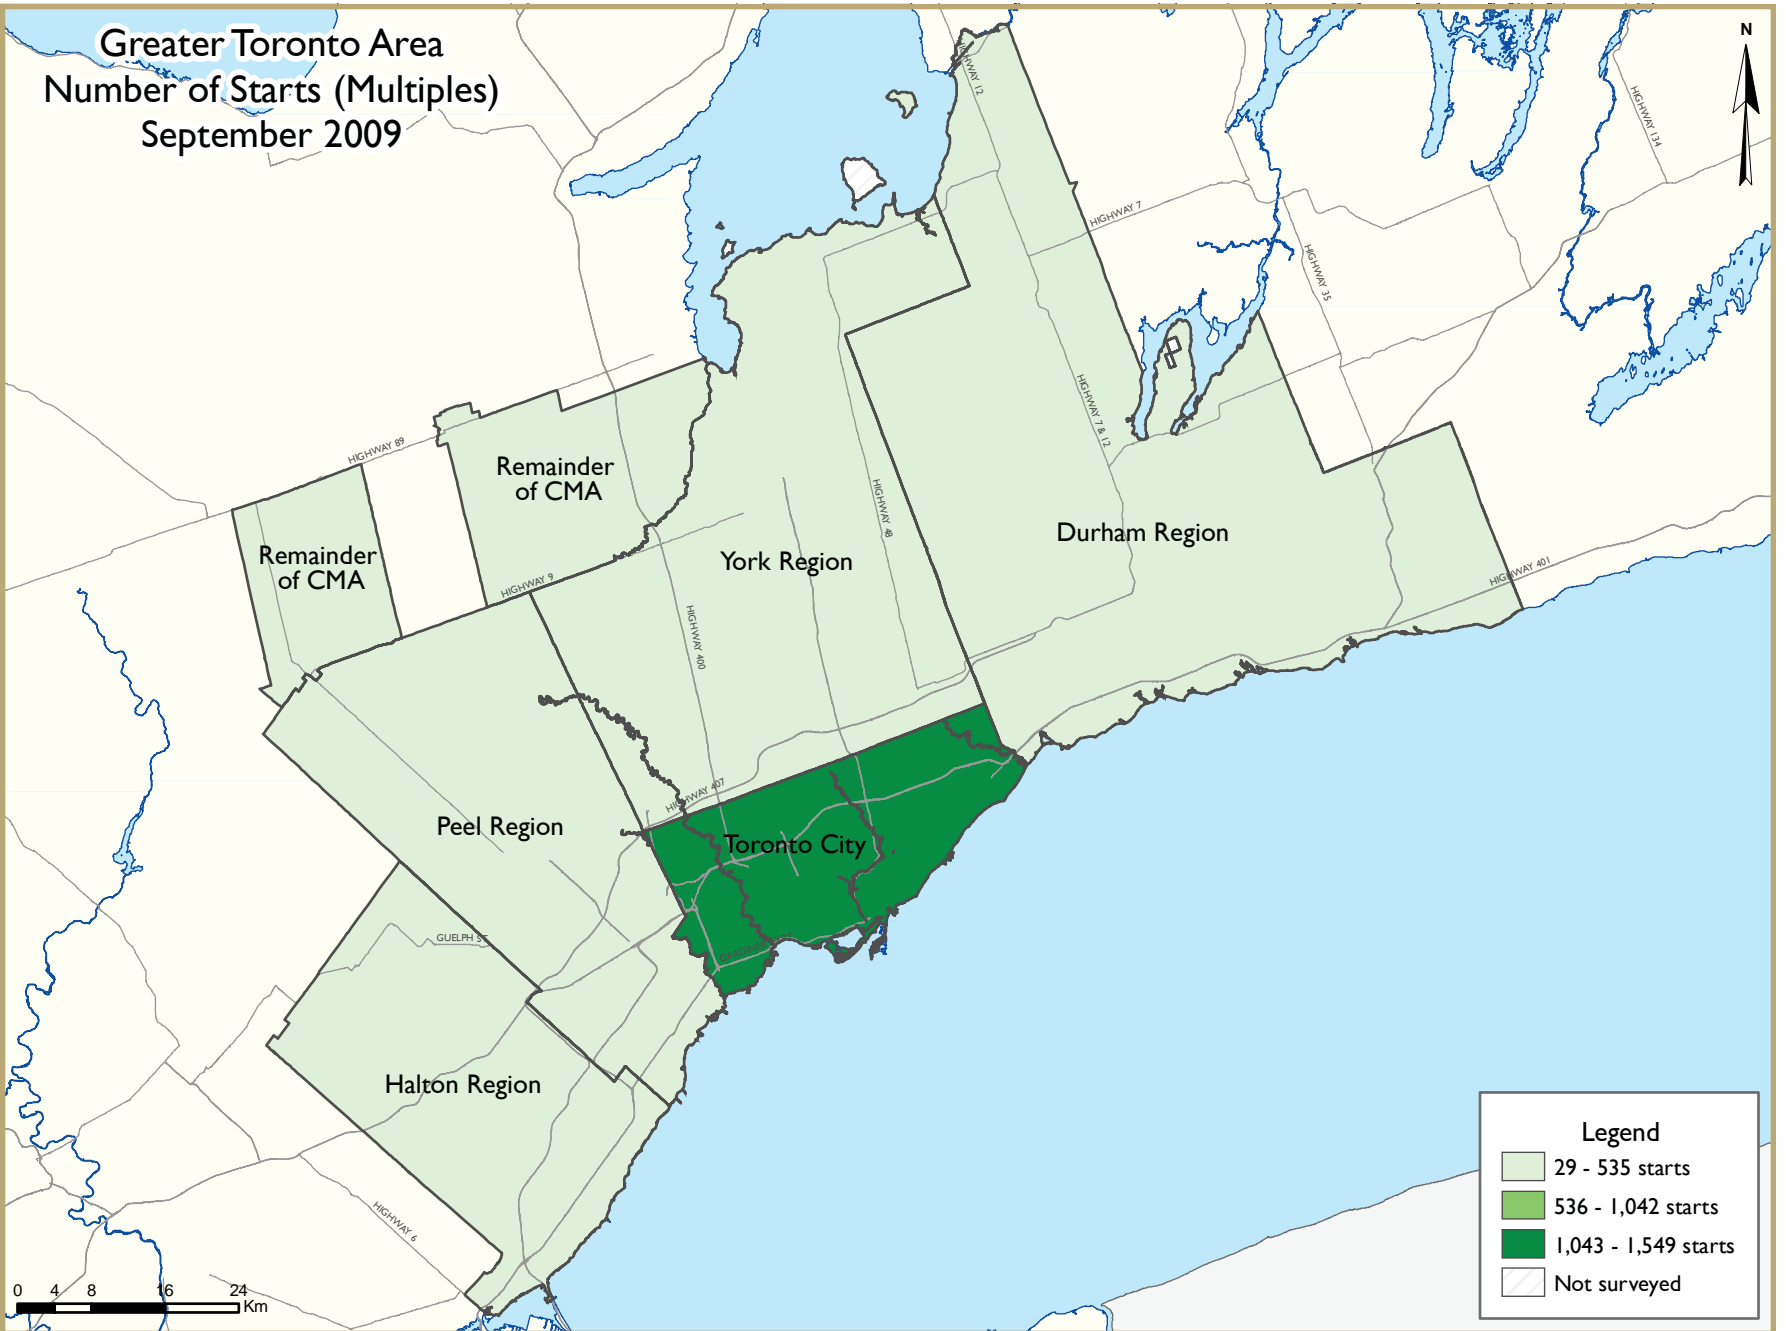 Greater Toronto Area
Number of Starts (Multiples)
September 2009
N
HIGHWAY 12
HIGHWAY 134
HIGHWAY 7
HIGHWAY 35
HIGHWAY 7 & 12
HIGHWAY 89
Remainder
of CMA
Remainder
of CMA
HIGHWAY 48
Durham Region
York Region
HIGHWAY 9
HIGHWAY 401
HIGHWAY 400
HIGHWAY 407
Peel Region
Toronto City
GUELPH ST
Halton Region
HIGHWAY 6
Legend
29 - 535 starts
536 - 1,042 starts
1,043 - 1,549 starts
Not surveyed
0 4 8 16 24
Km